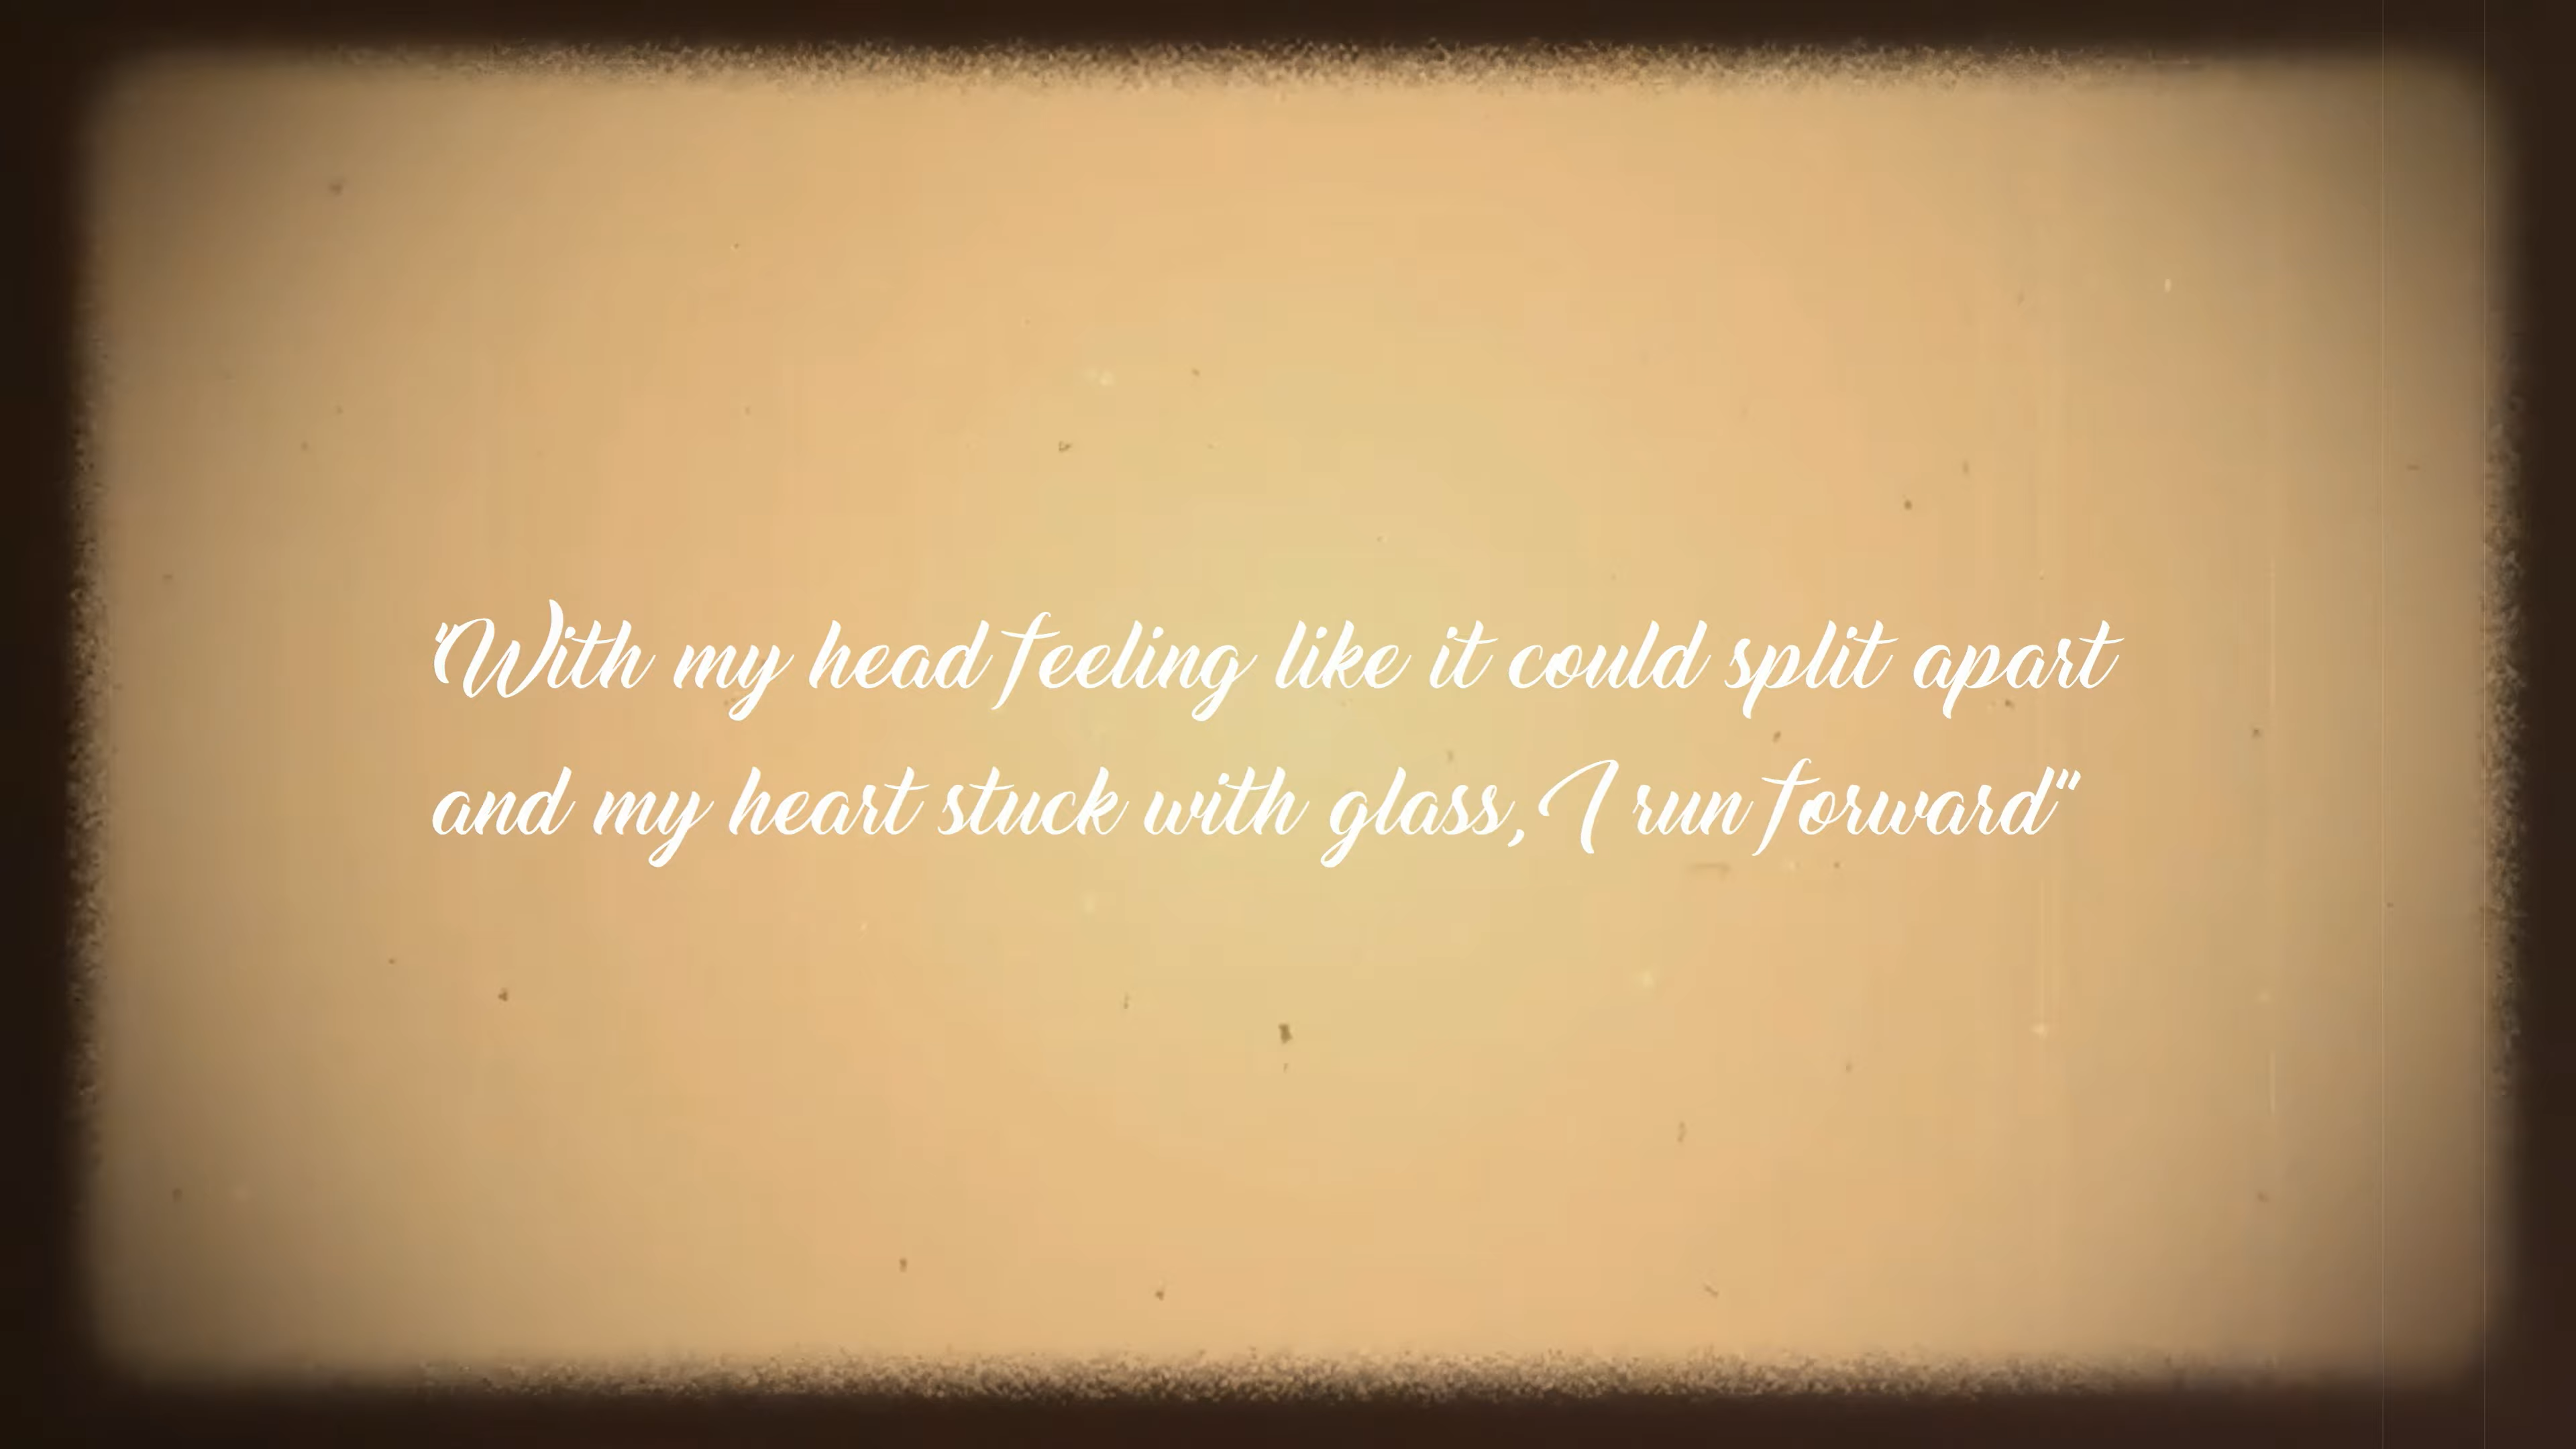 "With my head feeling like it could split apart
and my heart stuck with glass, I run forward"